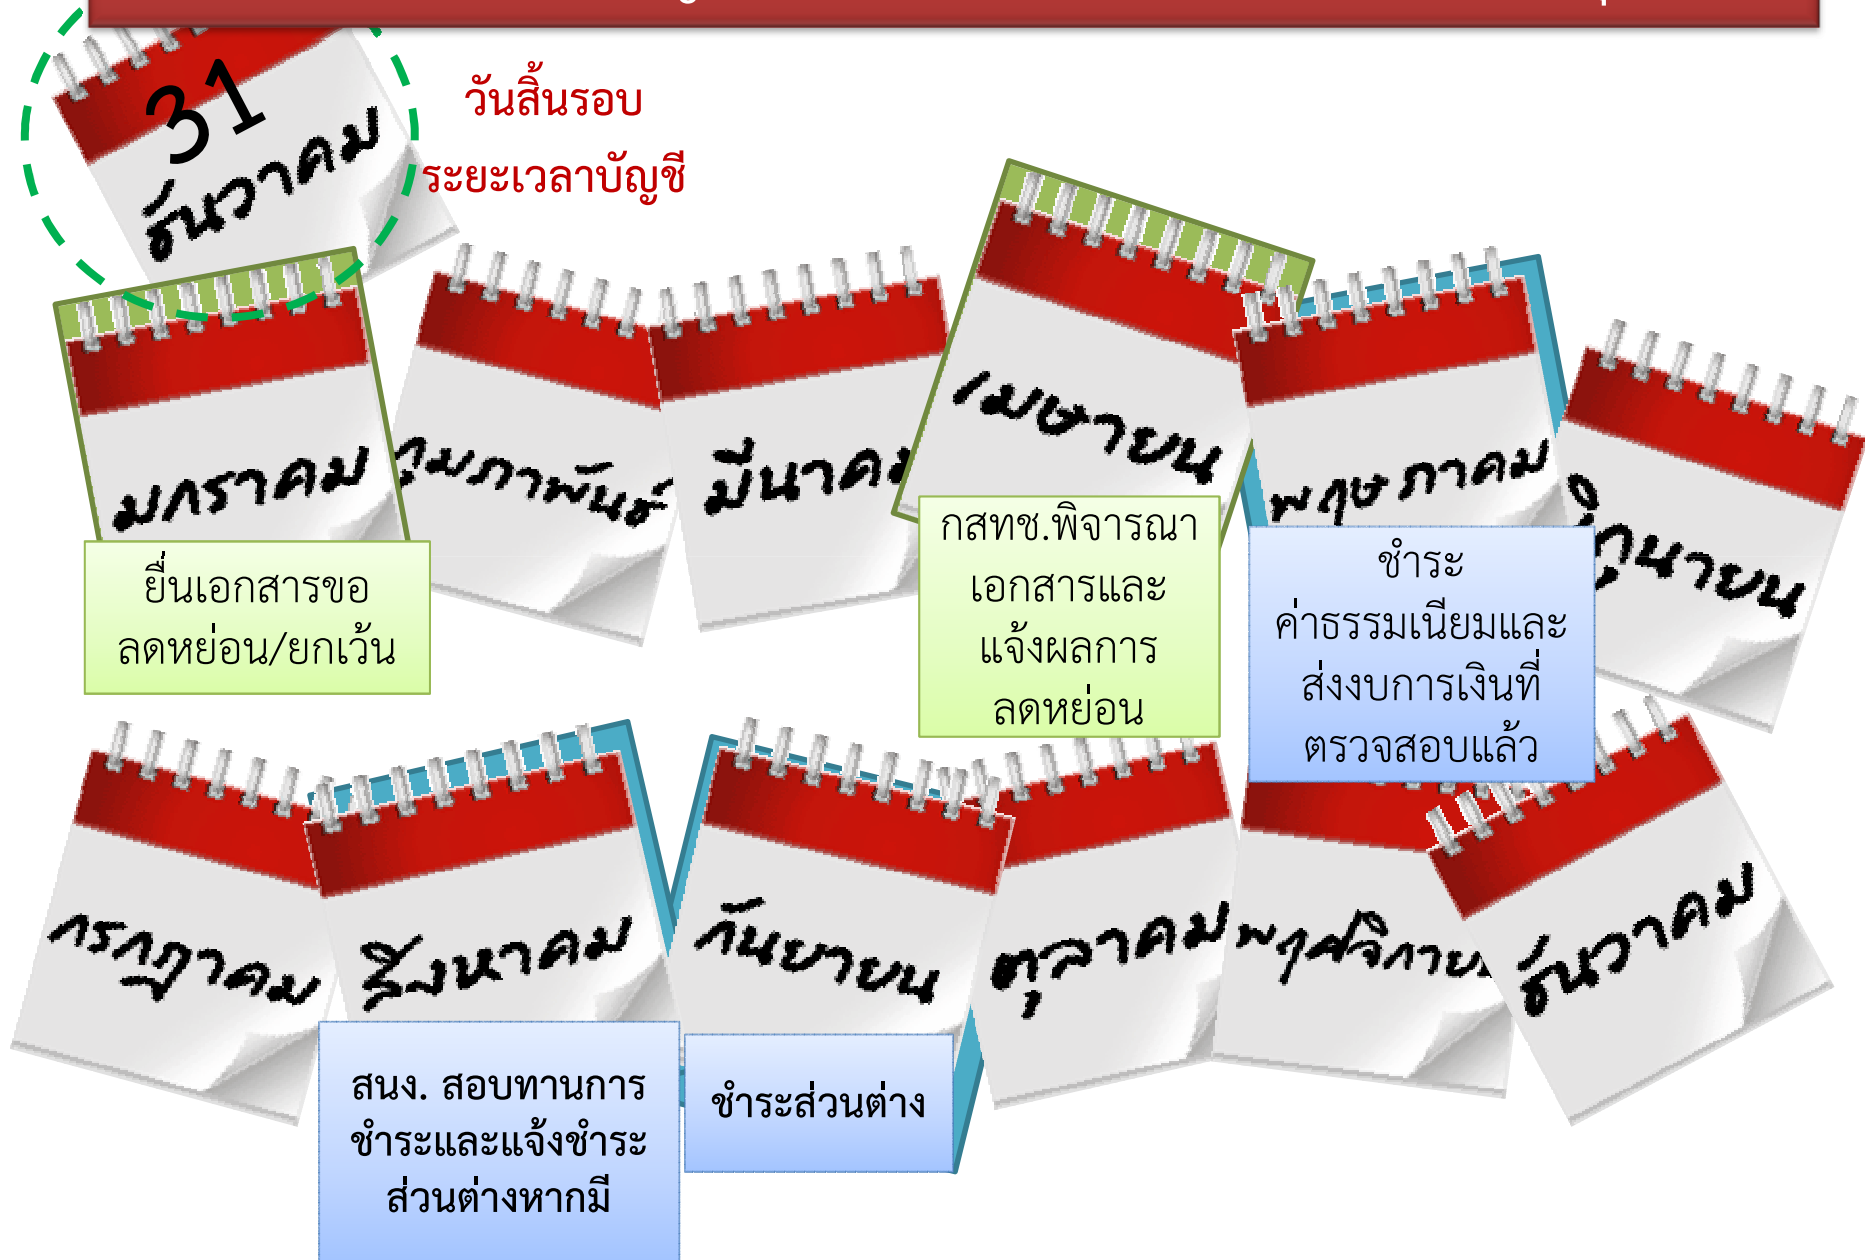 31
ธันวาคม
วันสิ้นรอบ
ระยะเวลาบัญชี
มกราคม
กุมภาพันธ์
มีนาคม
เมษายน
พฤษภาคม
มิถุนายน
ยื่นเอกสารขอ
ลดหย่อน/ยกเว้น
กสทช.พิจารณา
เอกสารและ
แจ้งผลการ
ลดหย่อน
ชำระ
ค่าธรรมเนียมและ
ส่งงบการเงินที่
ตรวจสอบแล้ว
กรกฎาคม
สิงหาคม
กันยายน
ตุลาคม
พฤศจิกายน
ธันวาคม
สนง. สอบทานการ
ชำระและแจ้งชำระ
ส่วนต่างหากมี
ชำระส่วนต่าง